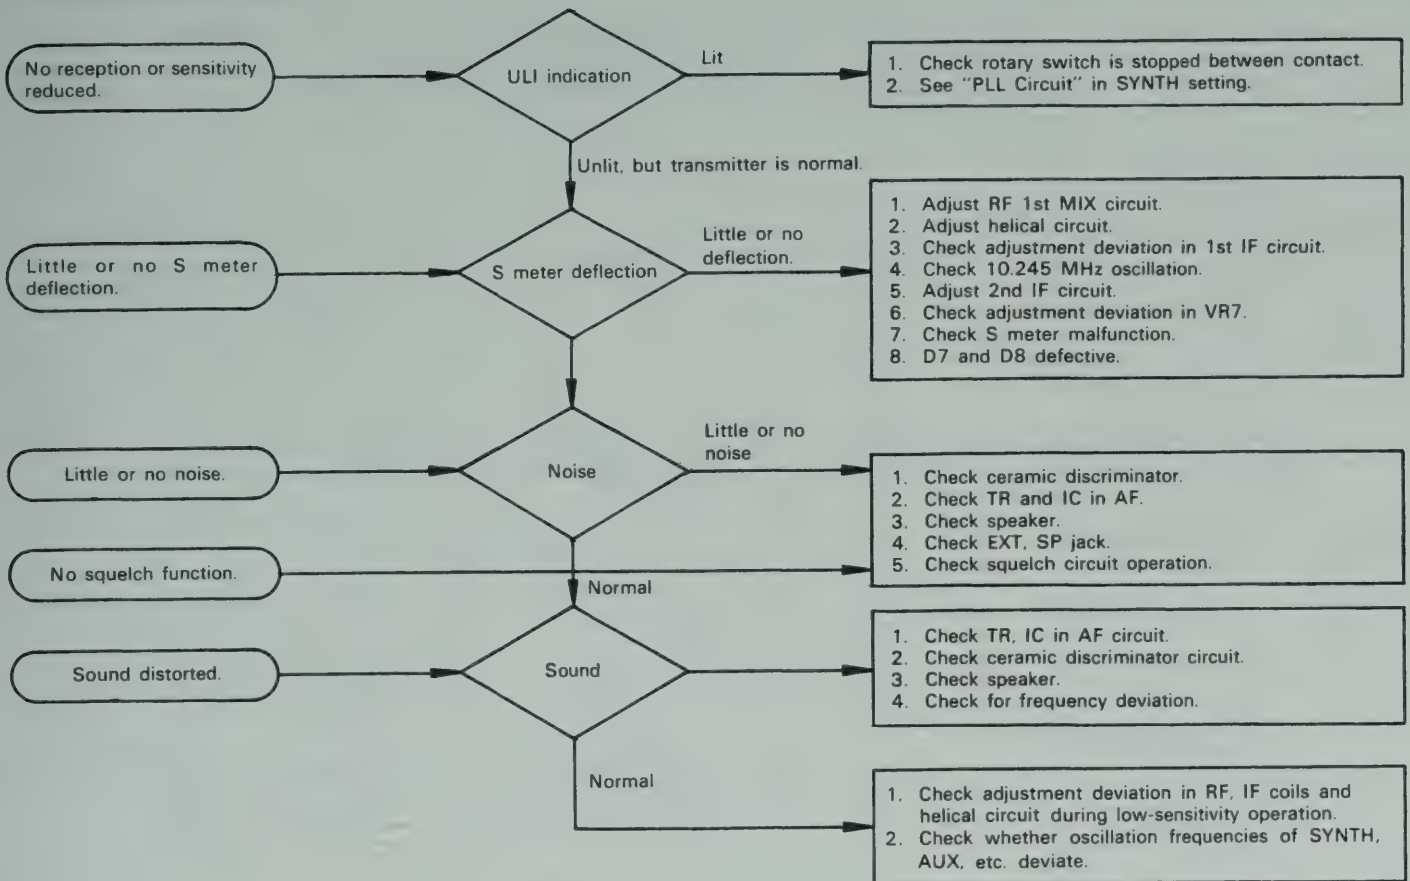 No reception or sensitivity
reduced.
ULI indication
Lit
1. Check rotary switch is stopped between contact.
2. See "PLL Circuit" in SYNTH setting.
Unlit, but transmitter is normal.
Little or no S meter
deflection.
S meter deflection
Little or no
deflection.
1. Adjust RF 1st MIX circuit.
2. Adjust helical circuit.
3. Check adjustment deviation in 1st IF circuit.
4. Check 10.245 MHz oscillation.
5. Adjust 2nd IF circuit.
6. Check adjustment deviation in VR7.
7. Check S meter malfunction.
8. D7 and D8 defective.
Little or no noise.
Noise
Little or no
noise
1. Check ceramic discriminator.
2. Check TR and IC in AF.
3. Check speaker.
4. Check EXT, SP jack.
5. Check squelch circuit operation.
No squelch function.
Normal
Sound distorted.
Sound
1. Check TR, IC in AF circuit.
2. Check ceramic discriminator circuit.
3. Check speaker.
4. Check for frequency deviation.
Normal
1. Check adjustment deviation in RF, IF coils and
helical circuit during low-sensitivity operation.
2. Check whether oscillation frequencies of SYNTH,
AUX, etc. deviate.